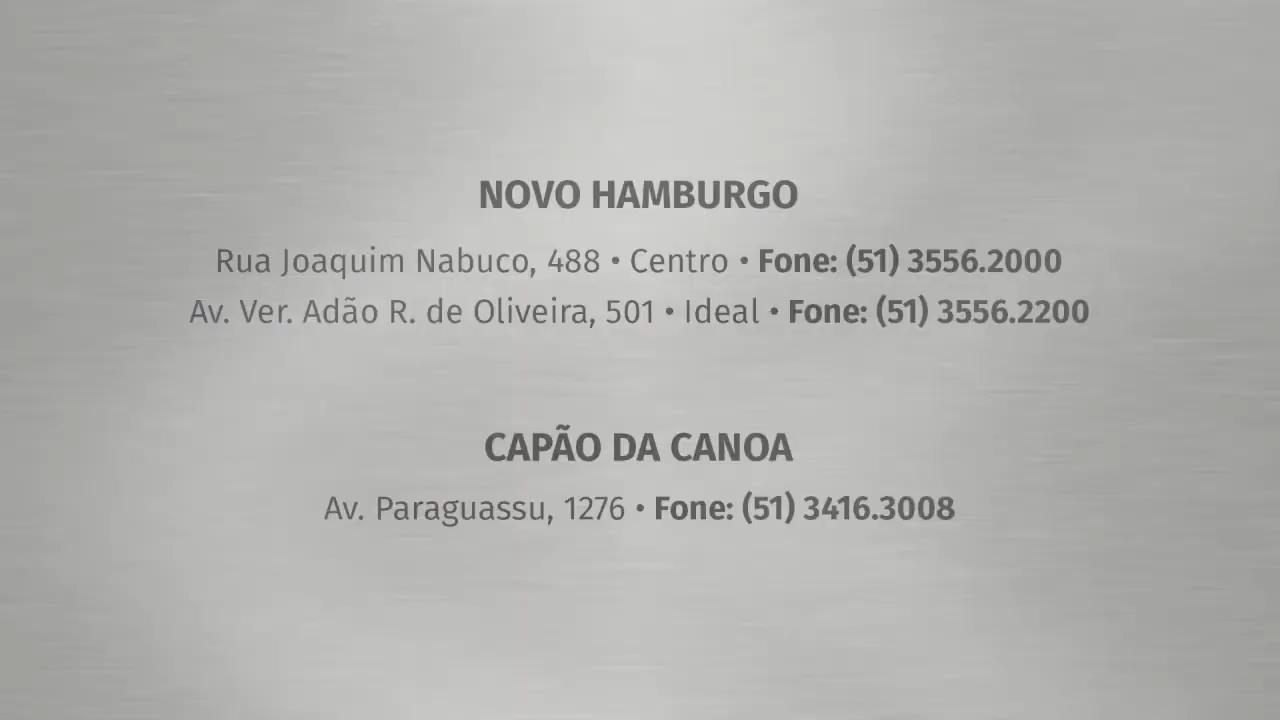 NOVO HAMBURGO
Rua Joaquim Nabuco, 488 • Centro • Fone: (51) 3556.2000
Av. Ver. Adão R. de Oliveira, 501 • Ideal • Fone: (51) 3556.2200
CAPÃO DA CANOA
Av. Paraguassu, 1276 • Fone: (51) 3416.3008